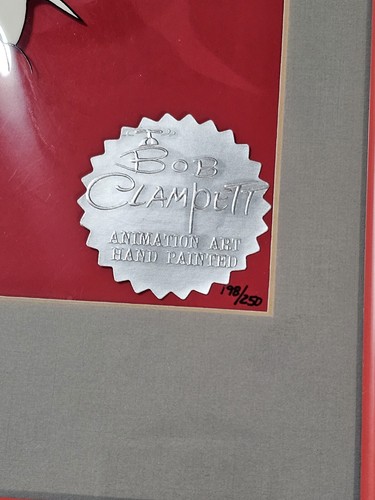 BOB
CLAMPETT
ANIMATION ART
HAND PAINTED
198/250